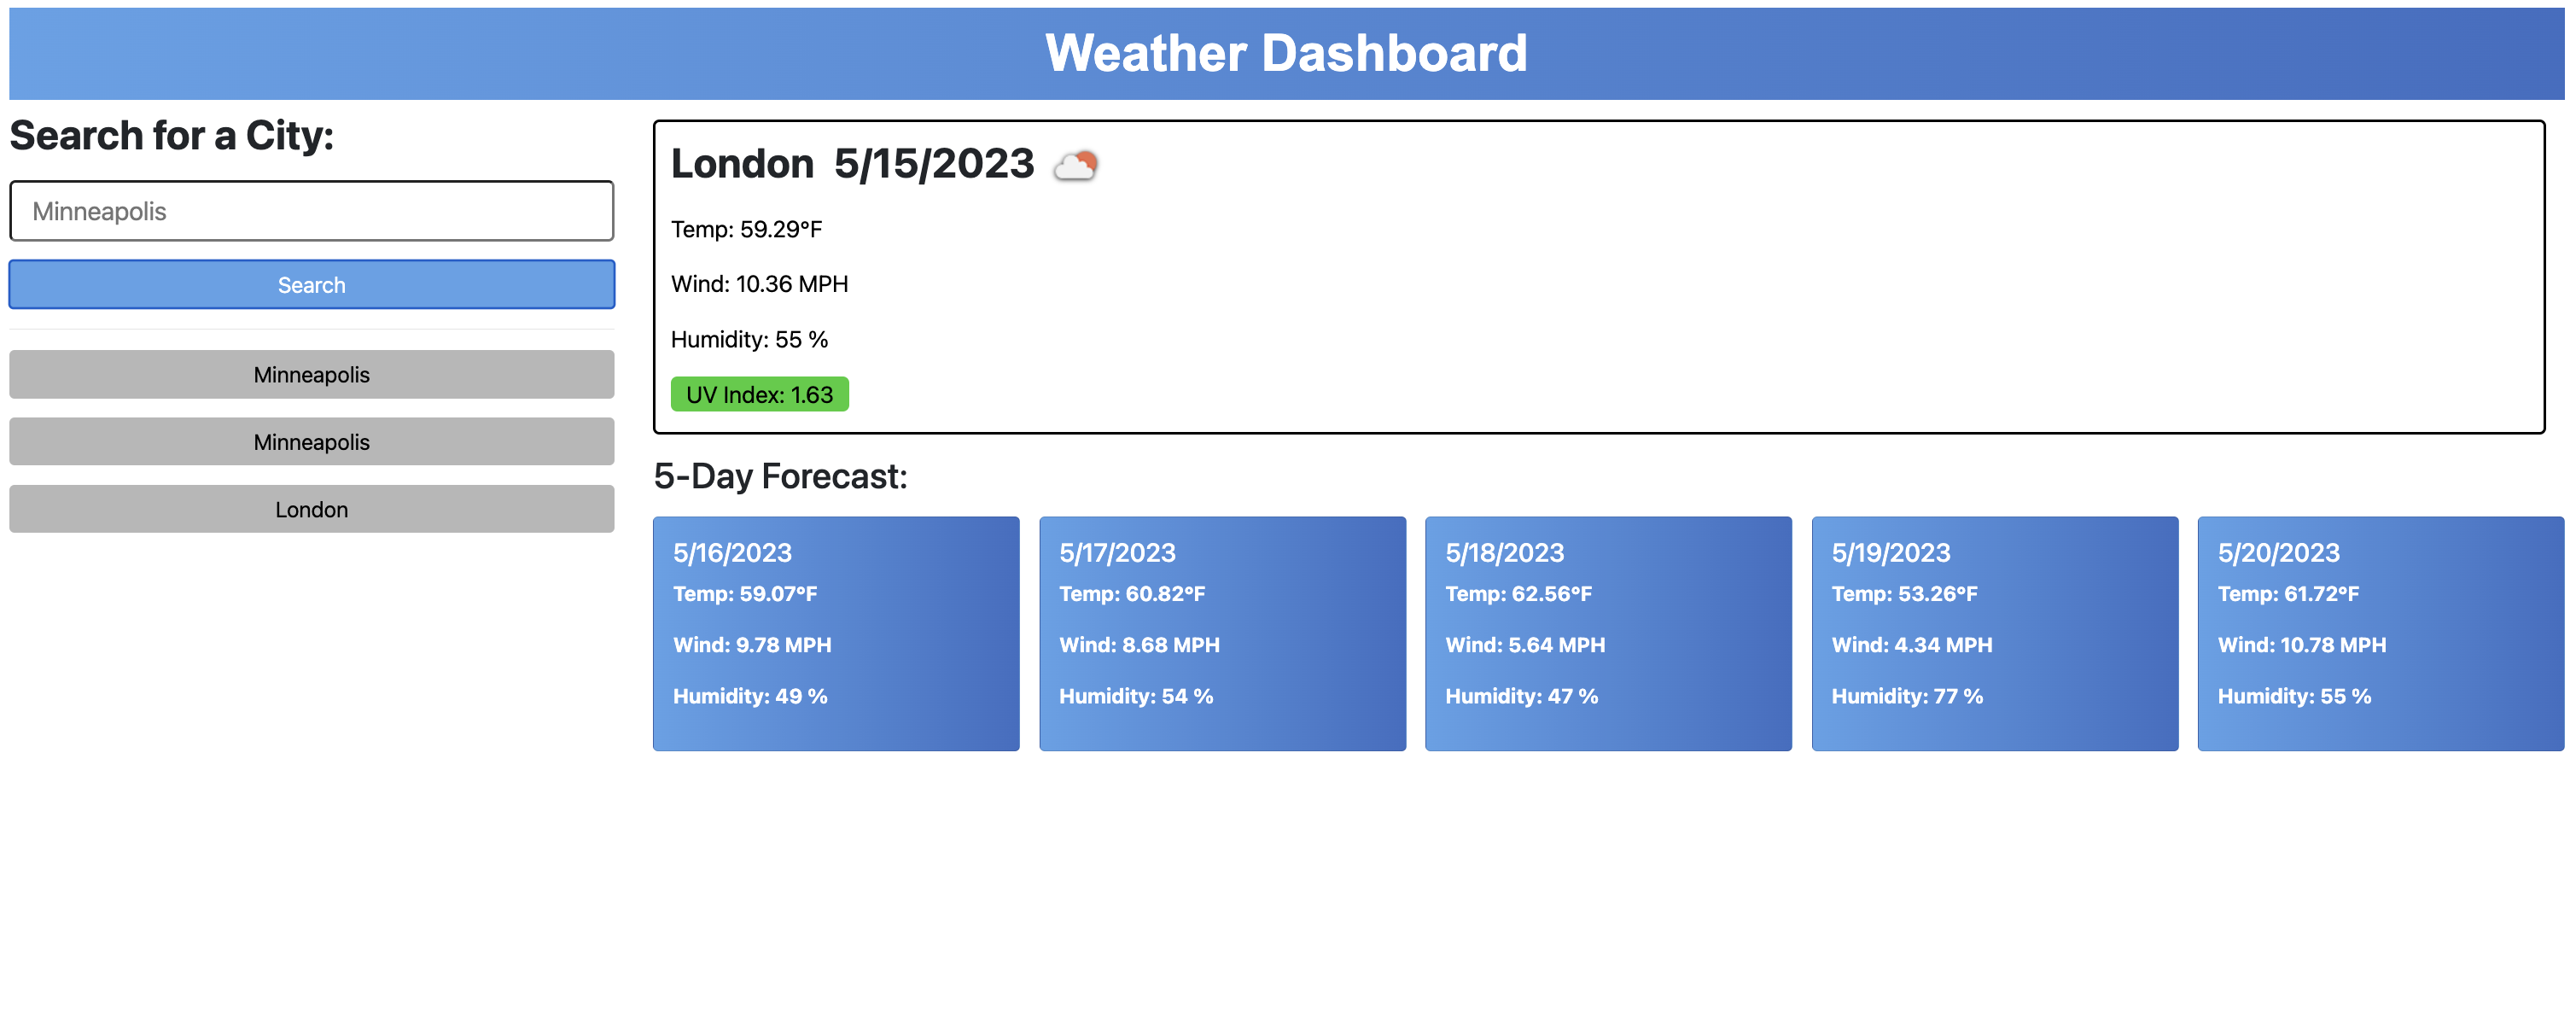 Weather Dashboard
Search for a City:
Minneapolis
Search
Minneapolis
Minneapolis
London
London 5/15/2023
Temp: 59.29°F
Wind: 10.36 MPH
Humidity: 55 %
UV Index: 1.63
5-Day Forecast:
5/16/2023
Temp: 59.07°F
Wind: 9.78 MPH
Humidity: 49 %
5/17/2023
Temp: 60.82°F
Wind: 8.68 MPH
Humidity: 54 %
5/18/2023
Temp: 62.56°F
Wind: 5.64 MPH
Humidity: 47 %
5/19/2023
Temp: 53.26°F
Wind: 4.34 MPH
Humidity: 77 %
5/20/2023
Temp: 61.72°F
Wind: 10.78 MPH
Humidity: 55 %